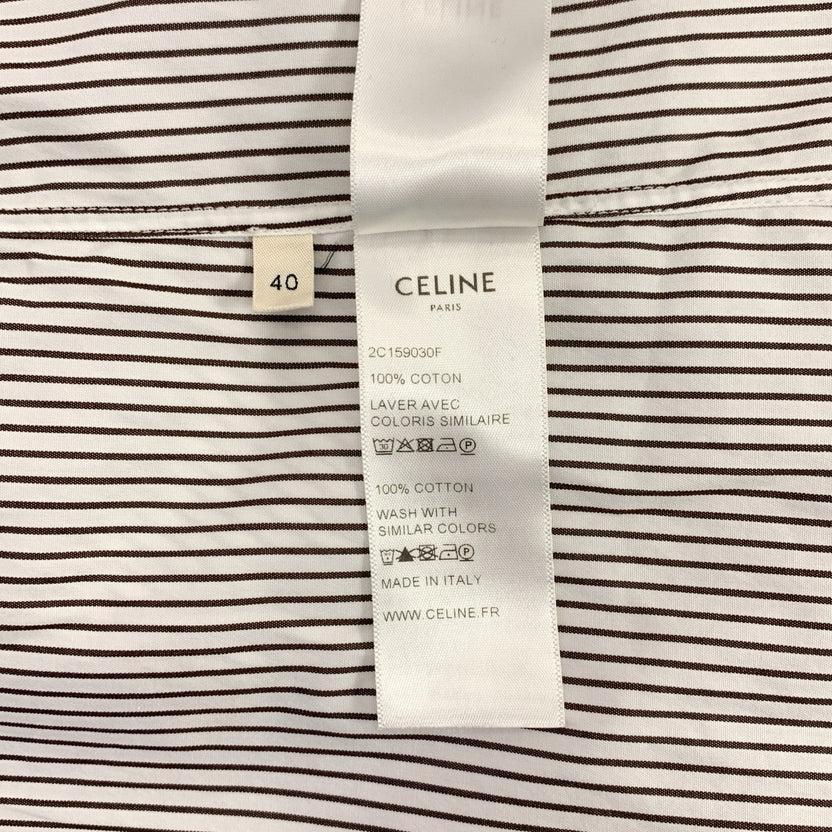 40
CELINE
PARIS
2C159030F
100% COTON
LAVER AVEC
COLORIS SIMILAIRE
100% COTTON
WASH WITH
SIMILAR COLORS
MADE IN ITALY
WWW.CELINE.FR